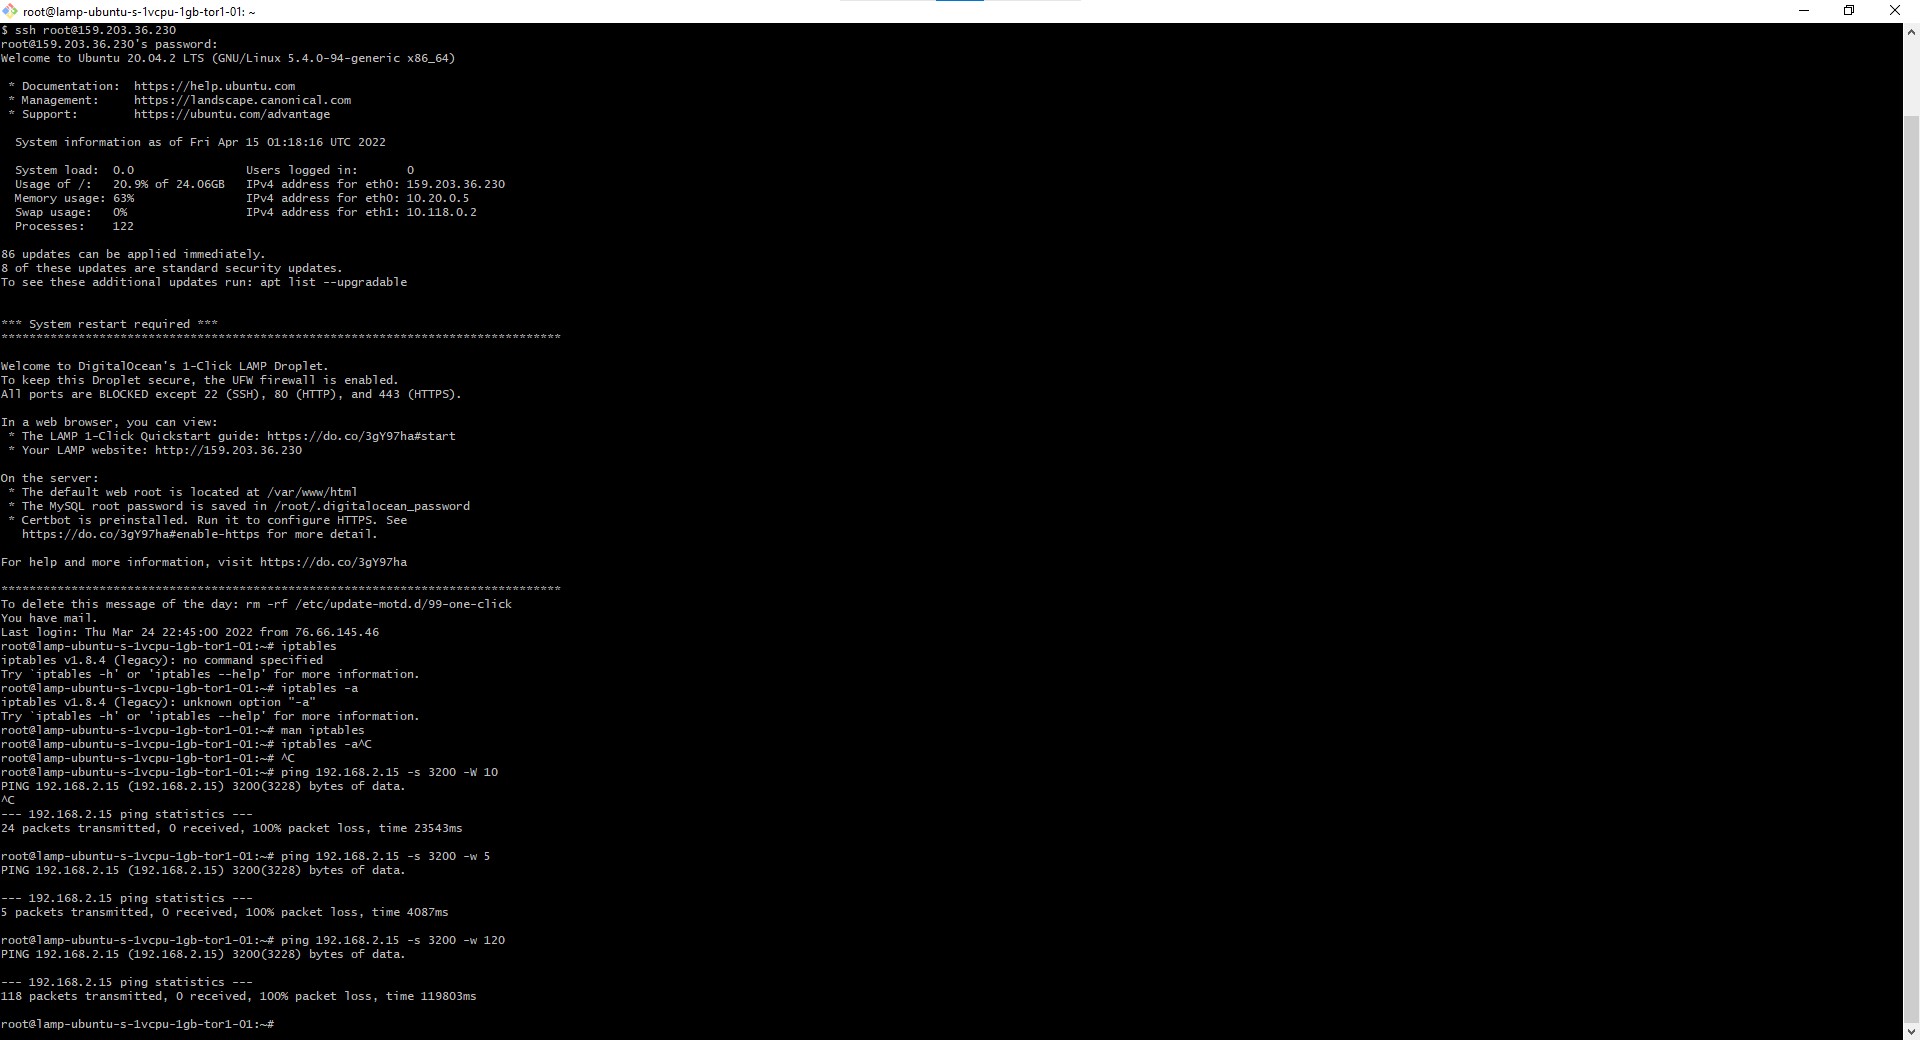 root@lamp-ubuntu-s-1vcpu-1gb-tor1-01: ~
$ ssh root@159.203.36.230
root@159.203.36.230's password:
Welcome to Ubuntu 20.04.2 LTS (GNU/Linux 5.4.0-94-generic x86_64)

 * Documentation:  https://help.ubuntu.com
 * Management:     https://landscape.canonical.com
 * Support:        https://ubuntu.com/advantage

  System information as of Fri Apr 15 01:18:16 UTC 2022

  System load:  0.0                Users logged in:       0
  Usage of /:   20.9% of 24.06GB   IPv4 address for eth0: 159.203.36.230
  Memory usage: 63%                IPv4 address for eth0: 10.20.0.5
  Swap usage:   0%                 IPv4 address for eth1: 10.118.0.2
  Processes:    122

86 updates can be applied immediately.
8 of these updates are standard security updates.
To see these additional updates run: apt list --upgradable

*** System restart required ***
********************************************************************************

Welcome to DigitalOcean's 1-Click LAMP Droplet.
To keep this Droplet secure, the UFW firewall is enabled.
All ports are BLOCKED except 22 (SSH), 80 (HTTP), and 443 (HTTPS).

In a web browser, you can view:
 * The LAMP 1-Click Quickstart guide: https://do.co/3gY97ha#start
 * Your LAMP website: http://159.203.36.230

On the server:
 * The default web root is located at /var/www/html
 * The MySQL root password is saved in /root/.digitalocean_password
 * Certbot is preinstalled. Run it to configure HTTPS. See
   https://do.co/3gY97ha#enable-https for more detail.

For help and more information, visit https://do.co/3gY97ha

********************************************************************************
To delete this message of the day: rm -rf /etc/update-motd.d/99-one-click
You have mail.
Last login: Thu Mar 24 22:45:00 2022 from 76.66.145.46
root@lamp-ubuntu-s-1vcpu-1gb-tor1-01:~# iptables
iptables v1.8.4 (legacy): no command specified
Try `iptables -h' or 'iptables --help' for more information.
root@lamp-ubuntu-s-1vcpu-1gb-tor1-01:~# iptables -a
iptables v1.8.4 (legacy): unknown option "-a"
Try `iptables -h' or 'iptables --help' for more information.
root@lamp-ubuntu-s-1vcpu-1gb-tor1-01:~# man iptables
root@lamp-ubuntu-s-1vcpu-1gb-tor1-01:~# iptables -a^C
root@lamp-ubuntu-s-1vcpu-1gb-tor1-01:~# ^C
root@lamp-ubuntu-s-1vcpu-1gb-tor1-01:~# ping 192.168.2.15 -s 3200 -W 10
PING 192.168.2.15 (192.168.2.15) 3200(3228) bytes of data.
^C
--- 192.168.2.15 ping statistics ---
24 packets transmitted, 0 received, 100% packet loss, time 23543ms

root@lamp-ubuntu-s-1vcpu-1gb-tor1-01:~# ping 192.168.2.15 -s 3200 -w 5
PING 192.168.2.15 (192.168.2.15) 3200(3228) bytes of data.

--- 192.168.2.15 ping statistics ---
5 packets transmitted, 0 received, 100% packet loss, time 4087ms

root@lamp-ubuntu-s-1vcpu-1gb-tor1-01:~# ping 192.168.2.15 -s 3200 -w 120
PING 192.168.2.15 (192.168.2.15) 3200(3228) bytes of data.

--- 192.168.2.15 ping statistics ---
118 packets transmitted, 0 received, 100% packet loss, time 119803ms

root@lamp-ubuntu-s-1vcpu-1gb-tor1-01:~#